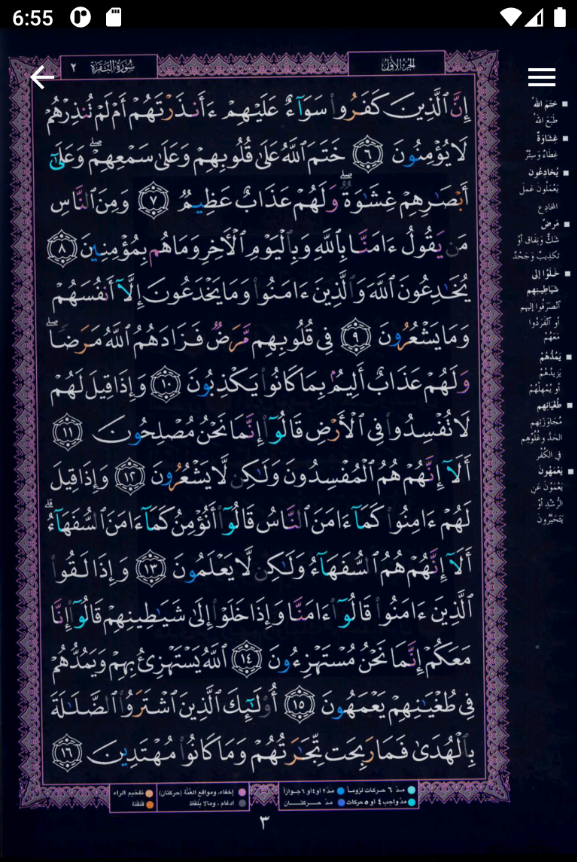 6:55
سُورَةُ البَقَرَةِ ٢
الجزء الأول
إِنَّ ٱلَّذِينَ كَفَرُوا۟ سَوَآءٌ عَلَيْهِمْ ءَأَنذَرْتَهُمْ أَمْ لَمْ تُنذِرْهُمْ
لَا يُؤْمِنُونَ ٦ خَتَمَ ٱللَّهُ عَلَىٰ قُلُوبِهِمْ وَعَلَىٰ سَمْعِهِمْ ۖ وَعَلَىٰٓ
أَبْصَٰرِهِمْ غِشَٰوَةٌ ۖ وَلَهُمْ عَذَابٌ عَظِيمٌ ٧ وَمِنَ ٱلنَّاسِ
مَن يَقُولُ ءَامَنَّا بِٱللَّهِ وَبِٱلْيَوْمِ ٱلْءَاخِرِ وَمَا هُم بِمُؤْمِنِينَ ٨
يُخَٰدِعُونَ ٱللَّهَ وَٱلَّذِينَ ءَامَنُوا۟ وَمَا يَخْدَعُونَ إِلَّآ أَنفُسَهُمْ
وَمَا يَشْعُرُونَ ٩ فِى قُلُوبِهِم مَّرَضٌ فَزَادَهُمُ ٱللَّهُ مَرَضًا ۖ
وَلَهُمْ عَذَابٌ أَلِيمٌۢ بِمَا كَانُوا۟ يَكْذِبُونَ ١٠ وَإِذَا قِيلَ لَهُمْ
لَا تُفْسِدُوا۟ فِى ٱلْأَرْضِ قَالُوٓا۟ إِنَّمَا نَحْنُ مُصْلِحُونَ ١١
أَلَآ إِنَّهُمْ هُمُ ٱلْمُفْسِدُونَ وَلَٰكِن لَّا يَشْعُرُونَ ١٢ وَإِذَا قِيلَ
لَهُمْ ءَامِنُوا۟ كَمَآ ءَامَنَ ٱلنَّاسُ قَالُوٓا۟ أَنُؤْمِنُ كَمَآ ءَامَنَ ٱلسُّفَهَآءُ ۗ
أَلَآ إِنَّهُمْ هُمُ ٱلسُّفَهَآءُ وَلَٰكِن لَّا يَعْلَمُونَ ١٣ وَإِذَا لَقُوا۟
ٱلَّذِينَ ءَامَنُوا۟ قَالُوٓا۟ ءَامَنَّا وَإِذَا خَلَوْا۟ إِلَىٰ شَيَٰطِينِهِمْ قَالُوٓا۟ إِنَّا
مَعَكُمْ إِنَّمَا نَحْنُ مُسْتَهْزِءُونَ ١٤ ٱللَّهُ يَسْتَهْزِئُ بِهِمْ وَيَمُدُّهُمْ
فِى طُغْيَٰنِهِمْ يَعْمَهُونَ ١٥ أُو۟لَٰٓئِكَ ٱلَّذِينَ ٱشْتَرَوُا۟ ٱلضَّلَٰلَةَ
بِٱلْهُدَىٰ فَمَا رَبِحَت تِّجَٰرَتُهُمْ وَمَا كَانُوا۟ مُهْتَدِينَ ١٦
ختم الله
طبع الله
غشاوة
غطاء وستر
يخادعون
يعملون عمل
المخادع
مرض
شك ونفاق أو
تكذيب وجحد
خلوا إلى
شياطينهم
انصرفوا إليهم
أو انفردوا
معهم
يمدهم
يزيدهم
أو يمهلهم
طغيانهم
مجاوزتهم
الحد وغلوهم
في الكفر
يعمهون
يعمون عن
الرشد أو
يتحيرون
مدّ ٦ حركات لزوماً
مدّ ٢ أو ٤ أو ٦ جوازاً
إخفاء، ومواقع الغُنَّة (حركتان)
تفخيم الراء
مدّ واجب ٤ أو ٥ حركات
مدّ حركتان
إدغام، وما لا يُلفَظ
قلقلة
٣